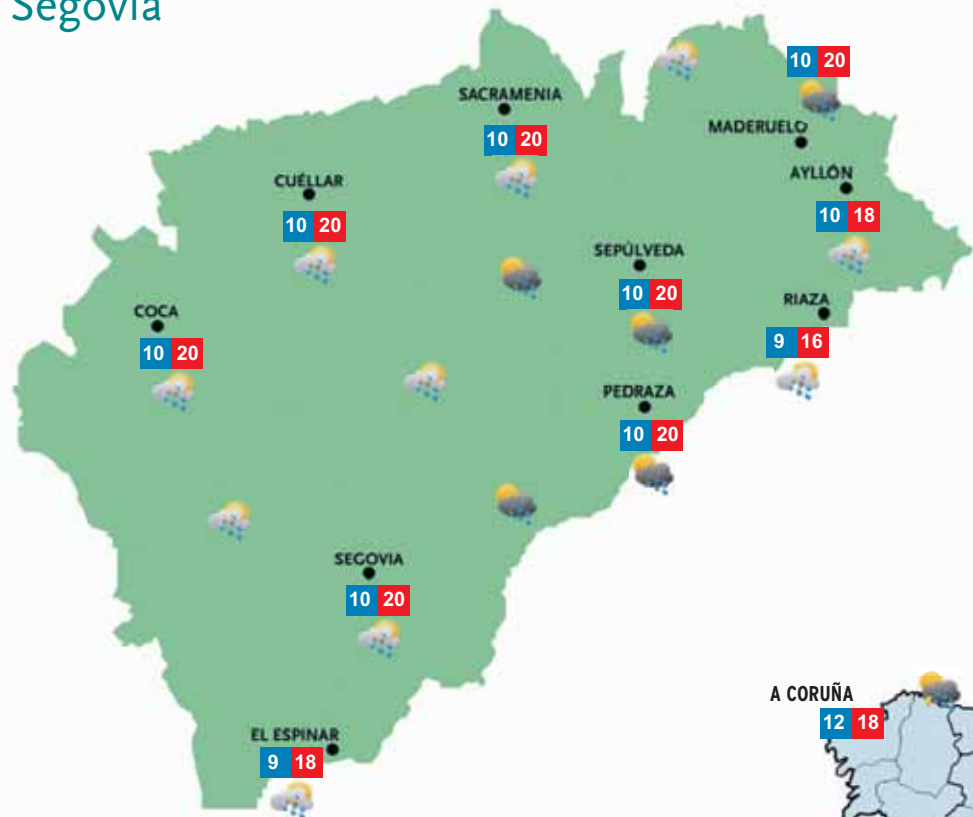 Segovia
10 20
SACRAMENIA
10 20
MADERUELO
CUÉLLAR
10 20
AYLLÓN
10 18
SEPÚLVEDA
10 20
COCA
10 20
RIAZA
9 16
PEDRAZA
10 20
SEGOVIA
10 20
A CORUÑA
12 18
EL ESPINAR
9 18